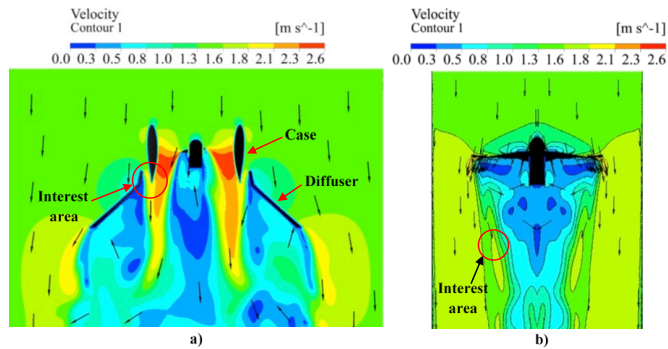 Velocity
Contour 1 [m s^-1]
0.0 0.3 0.5 0.8 1.0 1.3 1.6 1.8 2.1 2.3 2.6
Case
Interest
area
Diffuser
a)
Velocity
Contour 1 [m s^-1]
0.0 0.3 0.5 0.8 1.0 1.3 1.6 1.8 2.1 2.3 2.6
Interest
area
b)